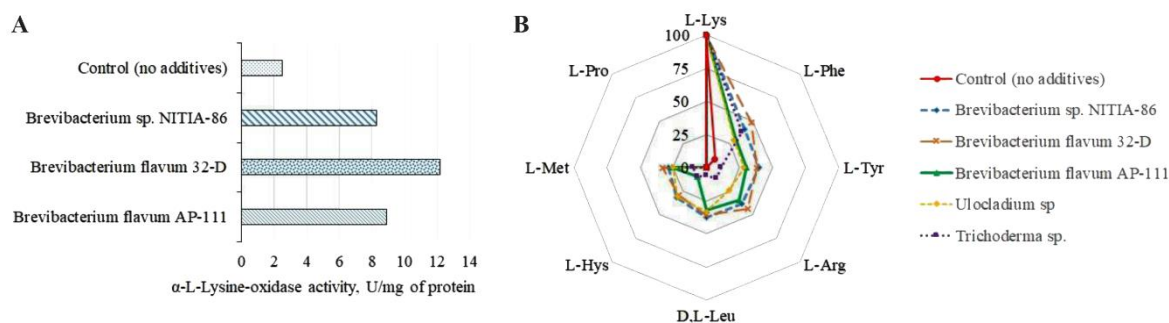 A
Control (no additives)
Brevibacterium sp. NITIA-86
Brevibacterium flavum 32-D
Brevibacterium flavum AP-111
0 2 4 6 8 10 12 14
α-L-Lysine-oxidase activity, U/mg of protein
B
L-Lys
100
75
50
25
0
L-Phe
L-Tyr
L-Arg
D,L-Leu
L-Hys
L-Met
L-Pro
Control (no additives)
Brevibacterium sp. NITIA-86
Brevibacterium flavum 32-D
Brevibacterium flavum AP-111
Ulocladium sp
Trichoderma sp.